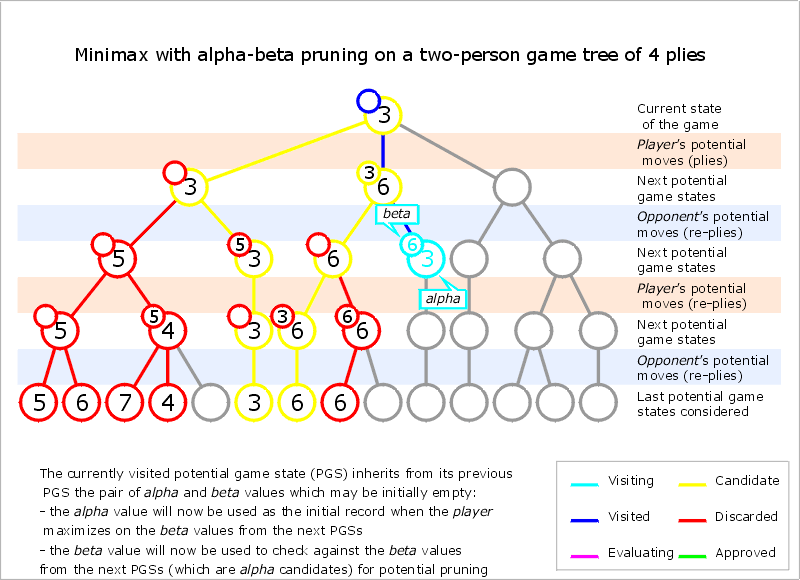 Minimax with alpha-beta pruning on a two-person game tree of 4 plies
3
Current state
of the game
Player's potential
moves (plies)
3
3
6
Next potential
game states
beta
Opponent's potential
moves (re-plies)
5
5
3
6
6
3
Next potential
game states
alpha
Player's potential
moves (re-plies)
5
5
4
3
3
6
6
6
Next potential
game states
Opponent's potential
moves (re-plies)
5
6
7
4
3
6
6
Last potential game
states considered
The currently visited potential game state (PGS) inherits from its previous
PGS the pair of alpha and beta values which may be initially empty:
- the alpha value will now be used as the initial record when the player
maximizes on the beta values from the next PGSs
- the beta value will now be used to check against the beta values
from the next PGSs (which are alpha candidates) for potential pruning
Visiting
Candidate
Visited
Discarded
Evaluating
Approved